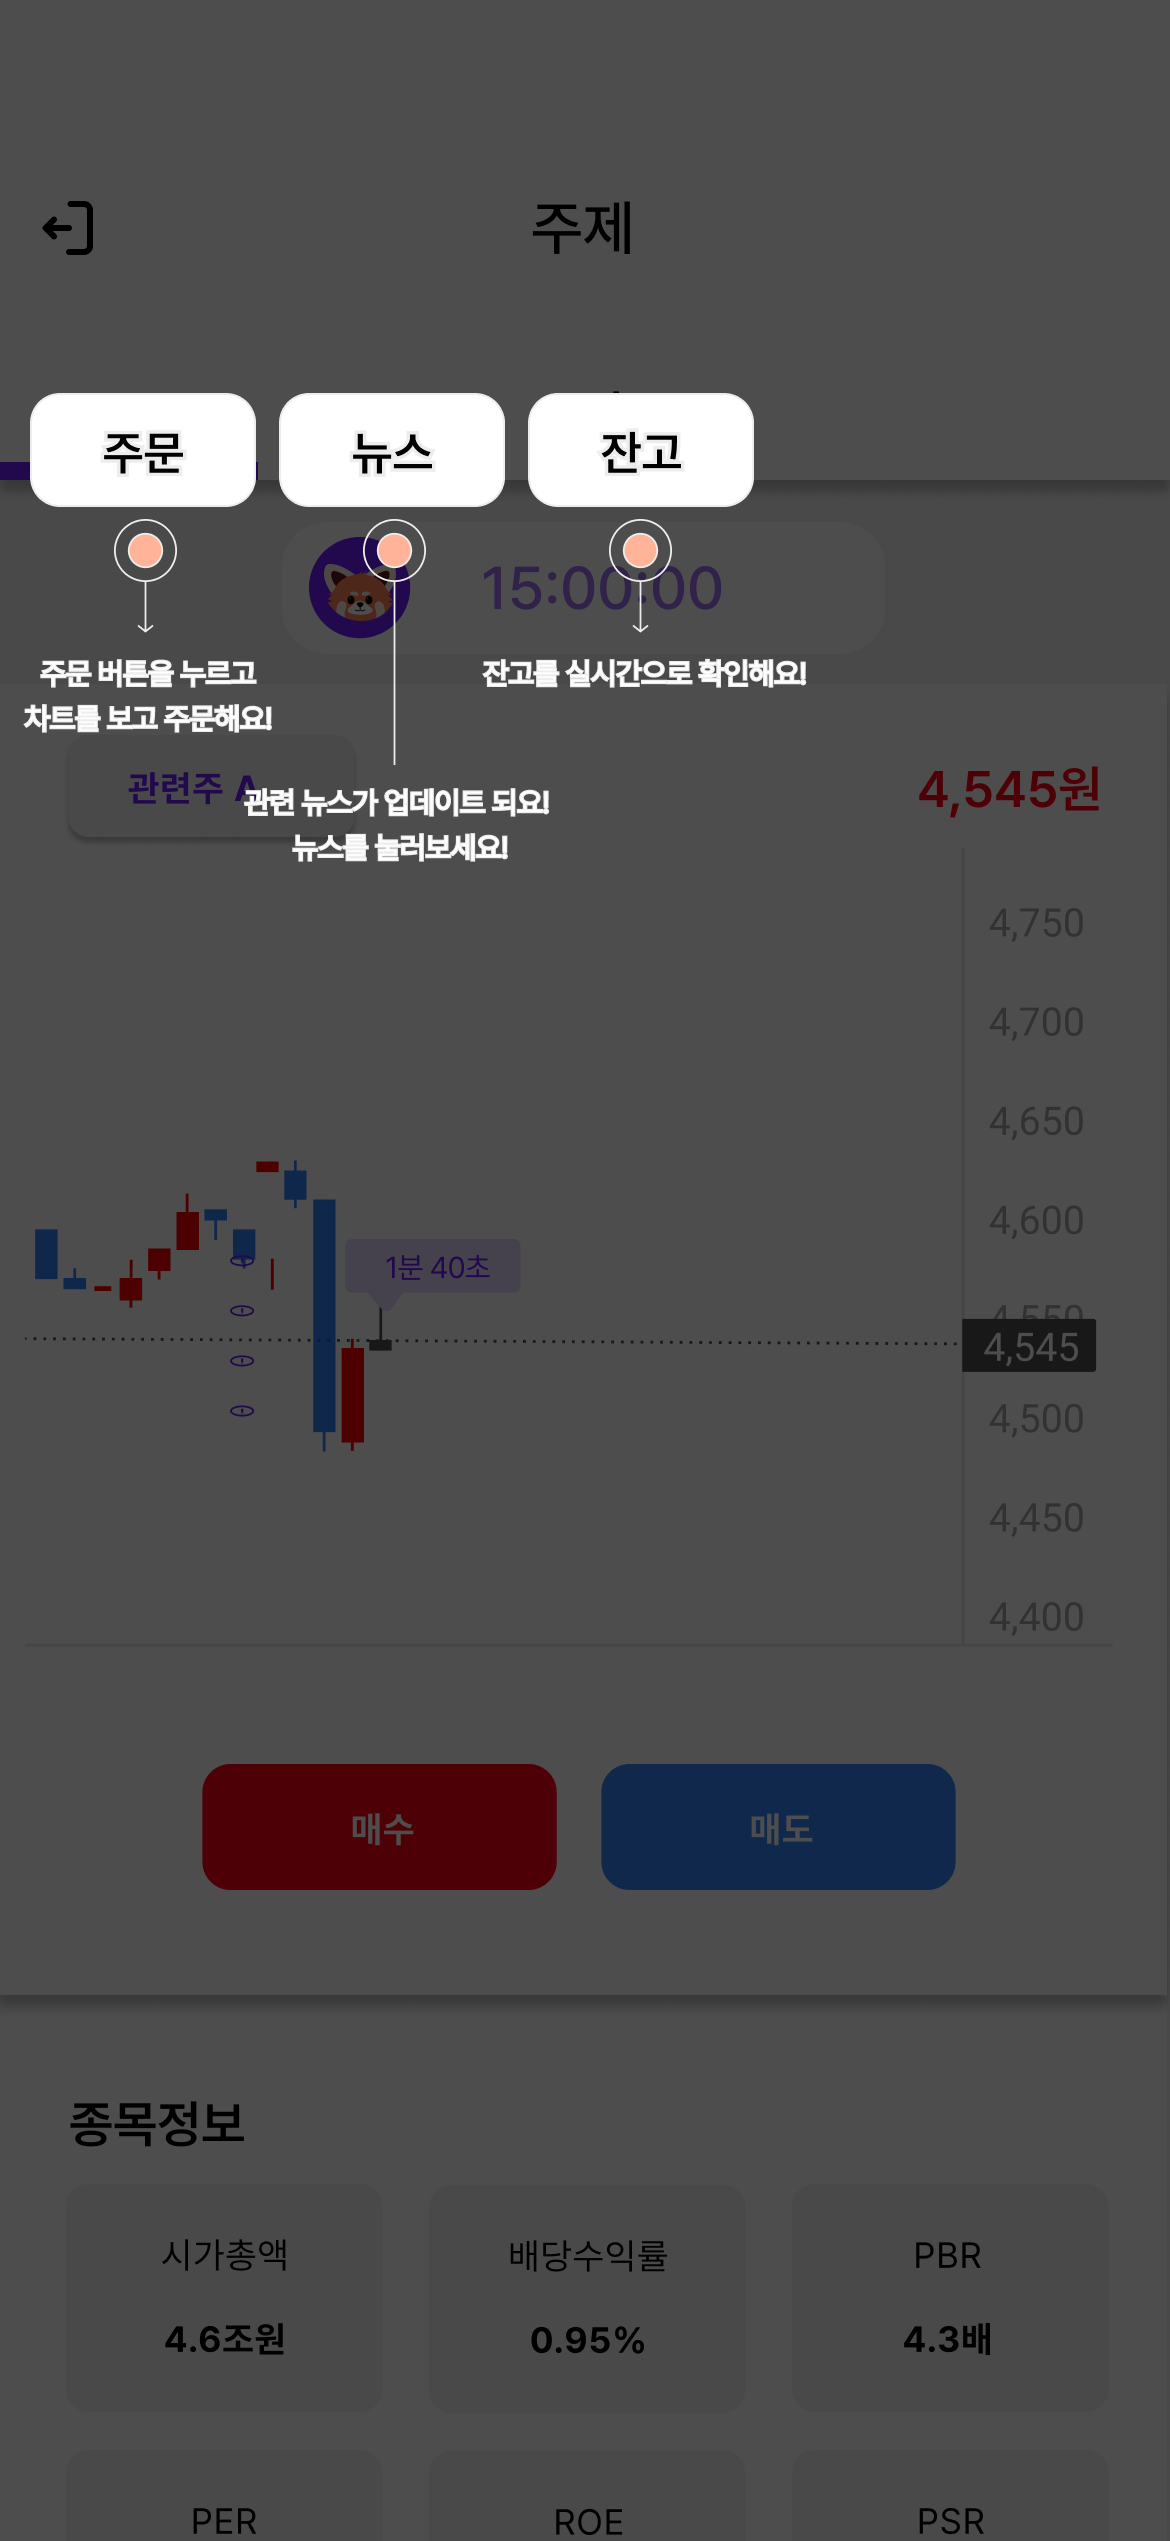 주제
주문 뉴스 잔고
15:00:00
주문 버튼을 누르고
차트를 보고 주문해요!
잔고를 실시간으로 확인해요!
관련주 A
4,545원
관련 뉴스가 업데이트 되요!
뉴스를 눌러보세요!
4,750
4,700
4,650
4,600
1분 40초
4,550
4,545
4,500
4,450
4,400
매수 매도
종목정보
시가총액 배당수익률 PBR
4.6조원 0.95% 4.3배
PER ROE PSR